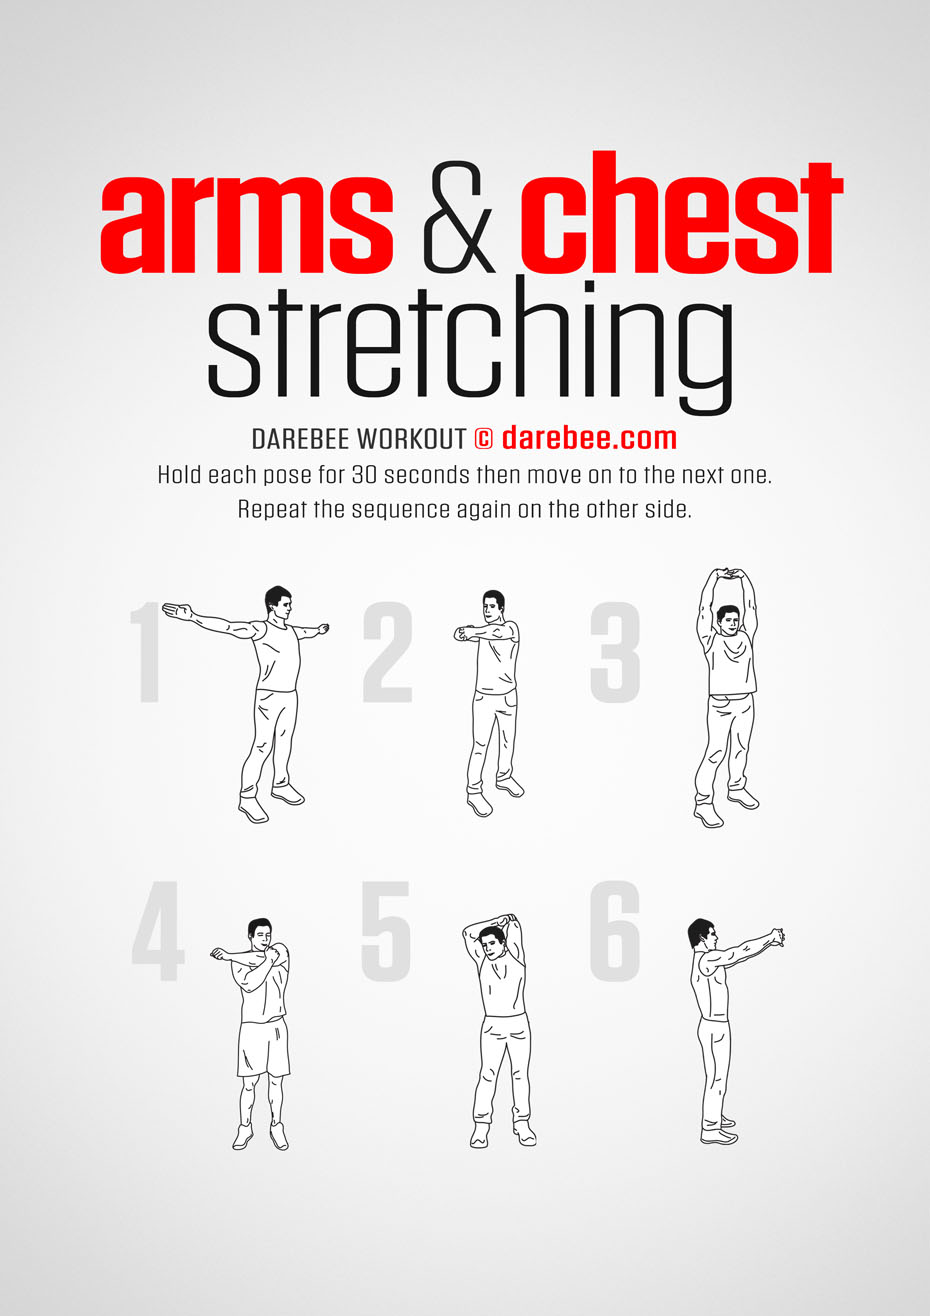 arms & chest
stretching
DAREBEE WORKOUT © darebee.com
Hold each pose for 30 seconds then move on to the next one.
Repeat the sequence again on the other side.
1 2 3
4 5 6